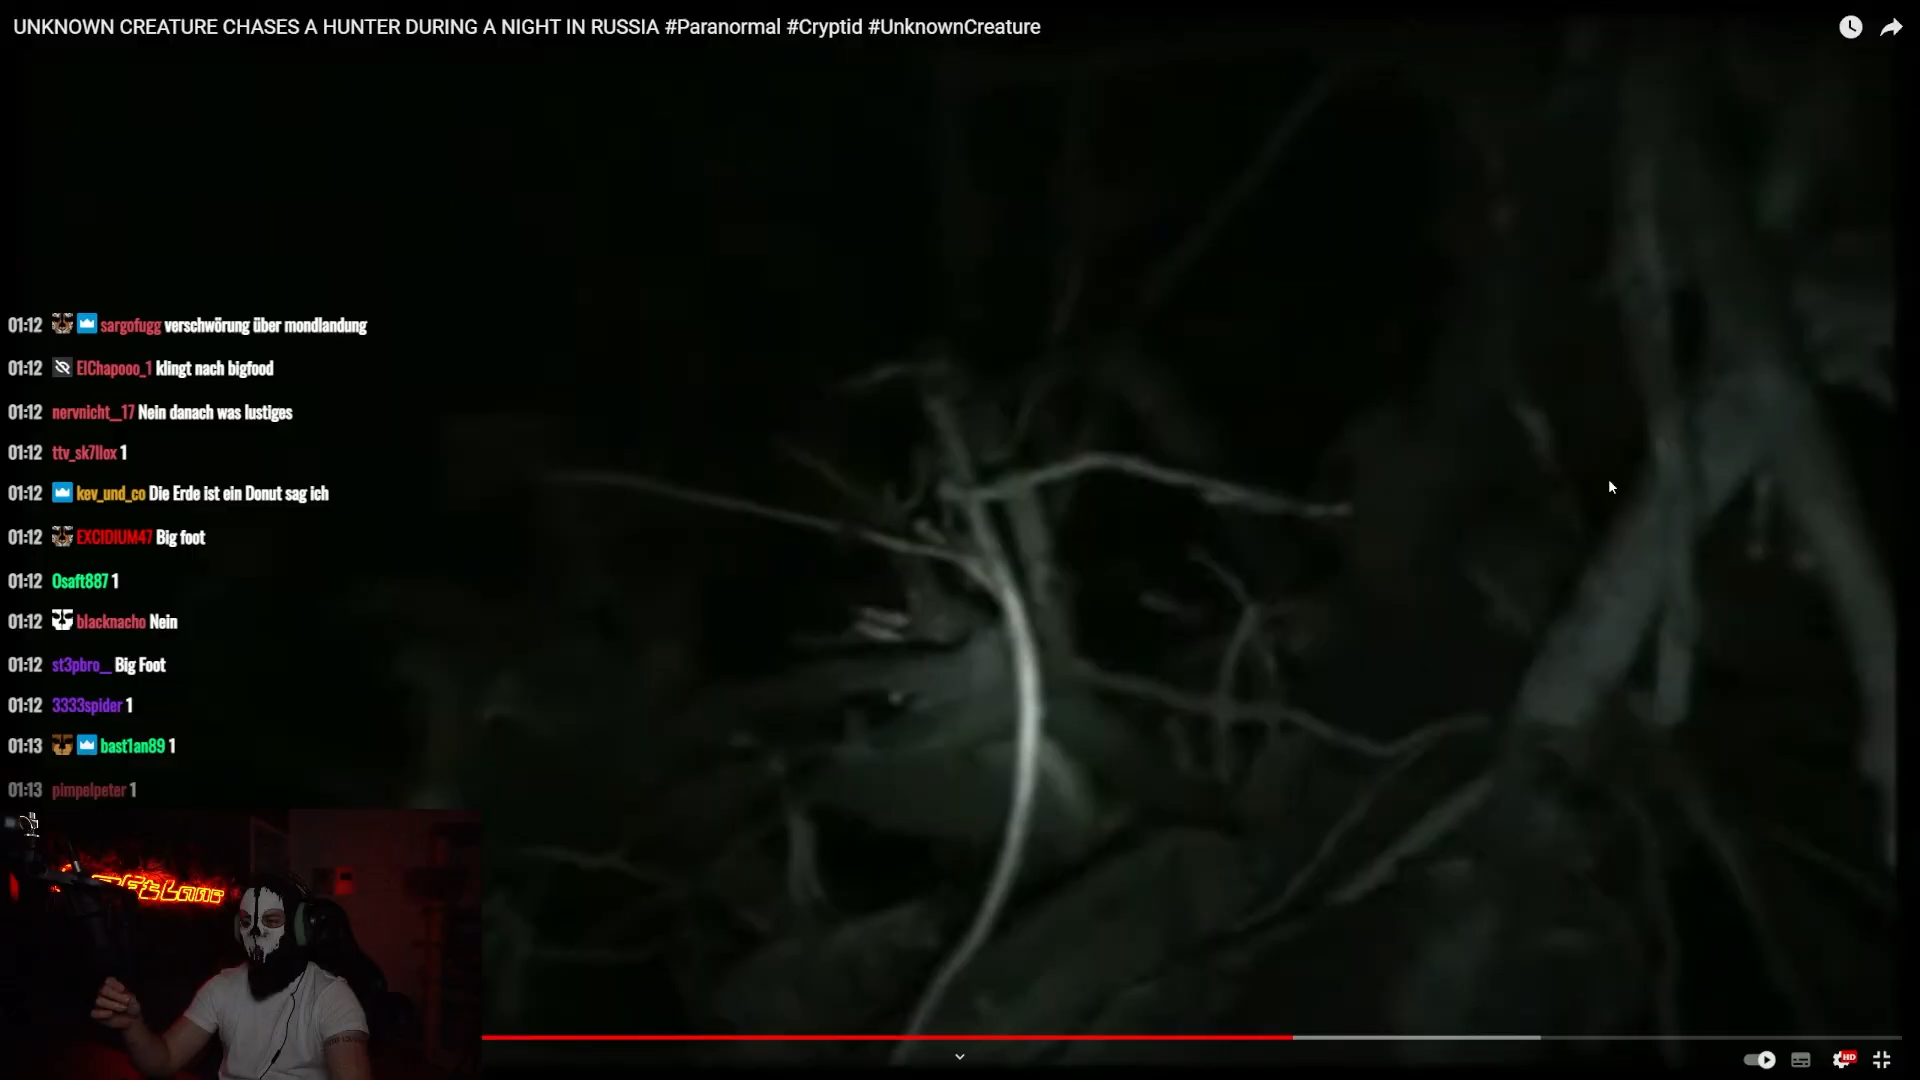 UNKNOWN CREATURE CHASES A HUNTER DURING A NIGHT IN RUSSIA #Paranormal #Cryptid #UnknownCreature
01:12 sargofugg verschwörung über mondlandung
01:12 ElChapooo_1 klingt nach bigfood
01:12 nervnicht__17 Nein danach was lustiges
01:12 ttv_sk7llox 1
01:12 kev_und_co Die Erde ist ein Donut sag ich
01:12 EXCIDIUM47 Big foot
01:12 Osaft887 1
01:12 blacknacho Nein
01:12 st3pbro__ Big Foot
01:12 3333spider 1
01:13 bast1an89 1
01:13 pimpelpeter 1
HD